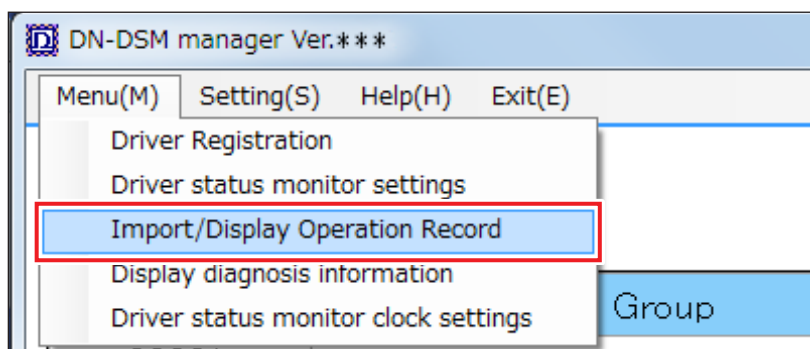 DN-DSM manager Ver.***
Menu(M) Setting(S) Help(H) Exit(E)
Driver Registration
Driver status monitor settings
Import/Display Operation Record
Display diagnosis information
Group
Driver status monitor clock settings